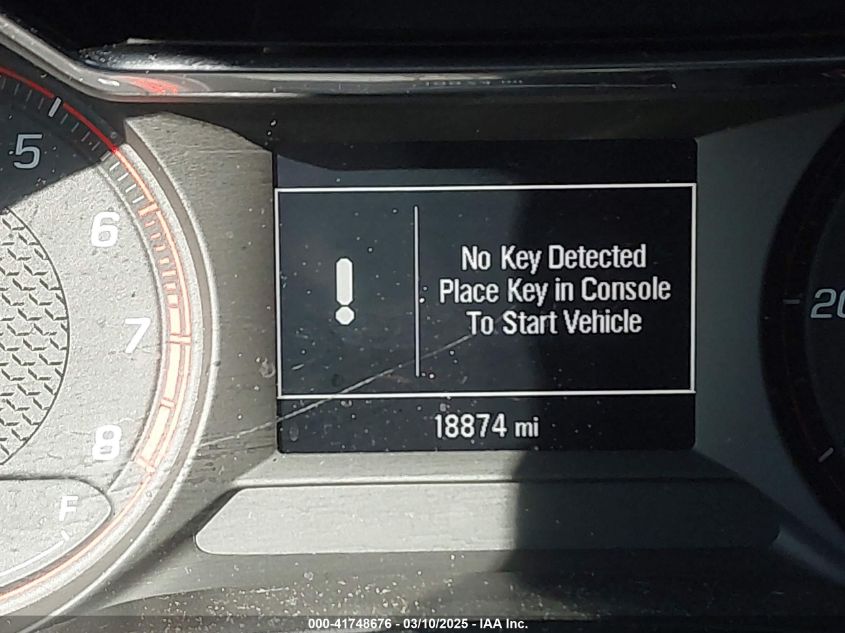 5
6
7
8
F
No Key Detected
Place Key in Console
To Start Vehicle
18874 mi
20
000-41748676 - 03/10/2025 - IAA Inc.